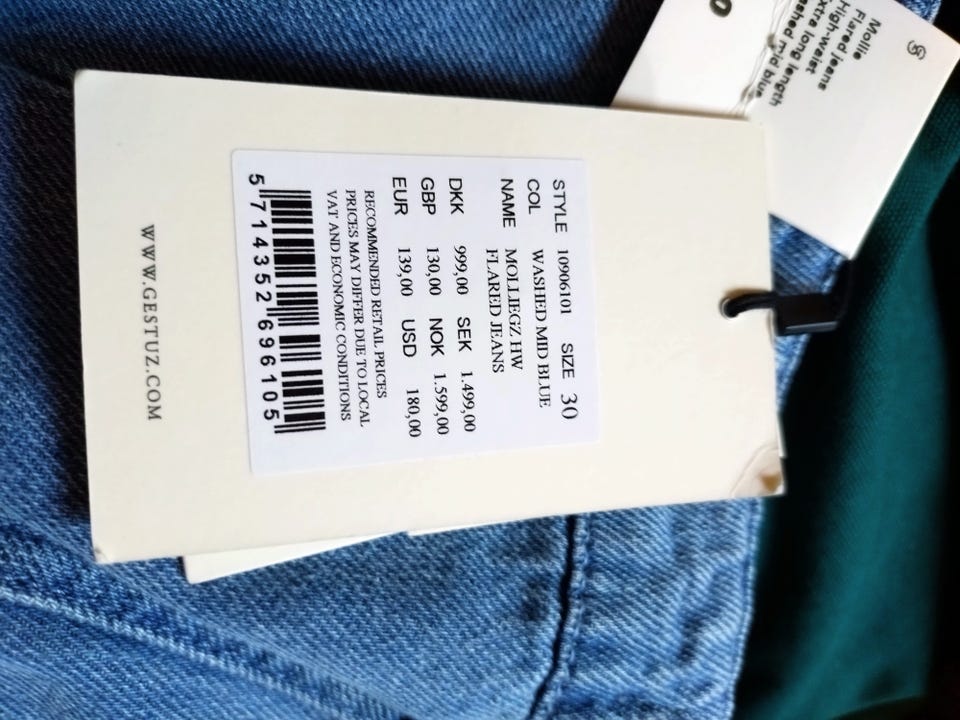 STYLE 10906101 SIZE 30
COL WASHED MID BLUE
NAME MOLLIEGZ HW
FLARED JEANS
DKK 999,00 SEK 1.499,00
GBP 130,00 NOK 1.599,00
EUR 139,00 USD 180,00
RECOMMENDED RETAIL PRICES
PRICES MAY DIFFER DUE TO LOCAL
VAT AND ECONOMIC CONDITIONS
5 714352 696105
WWW.GESTUZ.COM
Mollie
Flared jeans
High-waist
Extra long length
mid blue